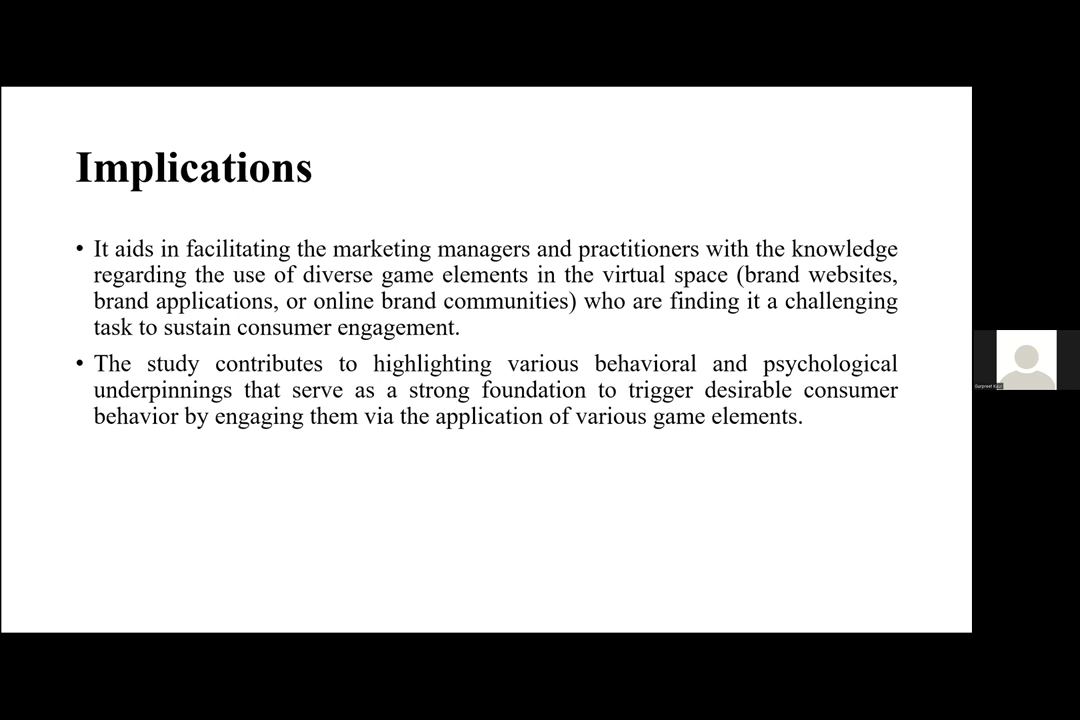 Implications
• It aids in facilitating the marketing managers and practitioners with the knowledge
regarding the use of diverse game elements in the virtual space (brand websites,
brand applications, or online brand communities) who are finding it a challenging
task to sustain consumer engagement.
• The study contributes to highlighting various behavioral and psychological
underpinnings that serve as a strong foundation to trigger desirable consumer
behavior by engaging them via the application of various game elements.
Gurpreet Kaur